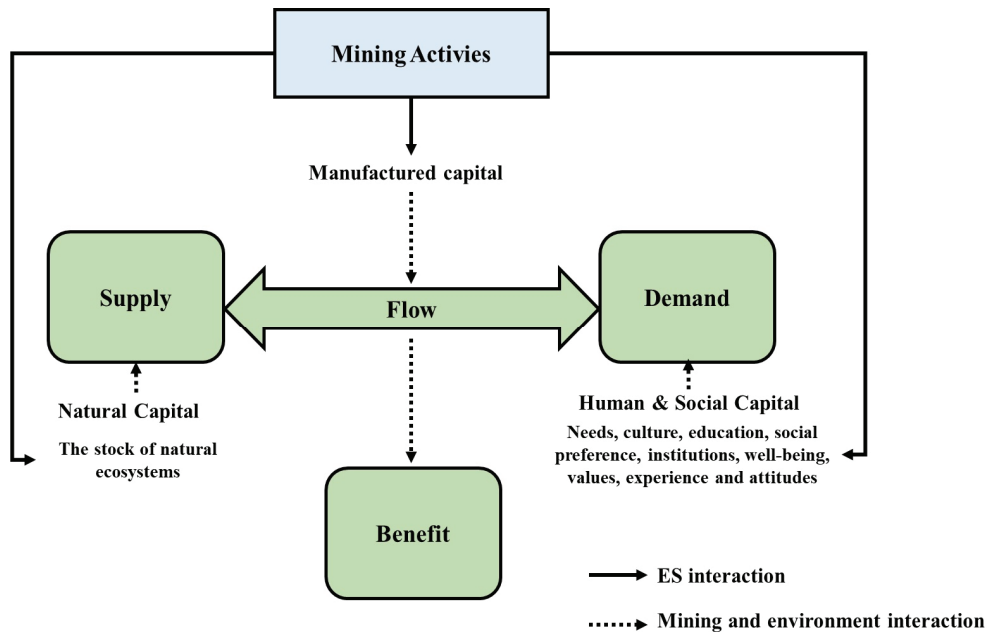 Mining Activies
Manufactured capital
Supply
Flow
Demand
Natural Capital
The stock of natural
ecosystems
Human & Social Capital
Needs, culture, education, social
preference, institutions, well-being,
values, experience and attitudes
Benefit
ES interaction
Mining and environment interaction